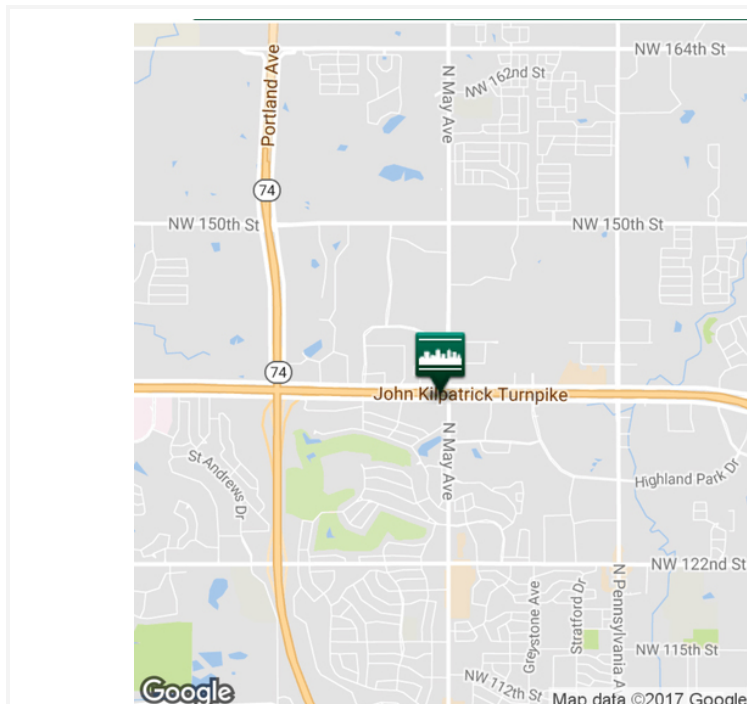 NW 164th St
N May Ave
NW 162nd St
Portland Ave
74
NW 150th St
NW 150th St
74
John Kilpatrick Turnpike
N May Ave
St Andrews Dr
Highland Park Dr
NW 122nd St
Greystone Ave
Stratford Dr
N Pennsylvania A
NW 115th St
NW 112th St
Google
Map data ©2017 Google